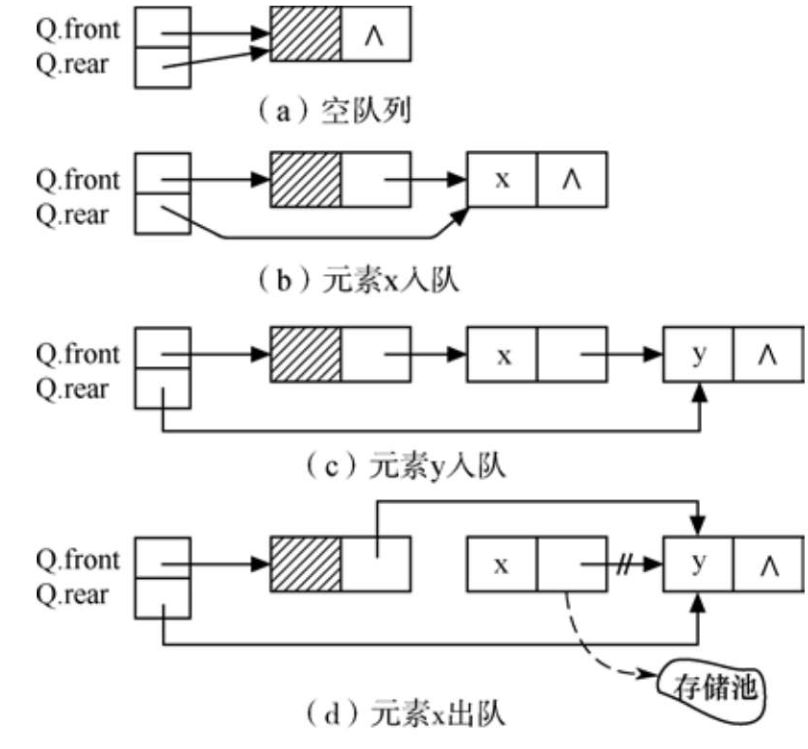 Q.front
Q.rear
∧
（a）空队列
Q.front
Q.rear
x ∧
（b）元素x入队
Q.front
Q.rear
x y ∧
（c）元素y入队
Q.front
Q.rear
x y ∧
存储池
（d）元素x出队